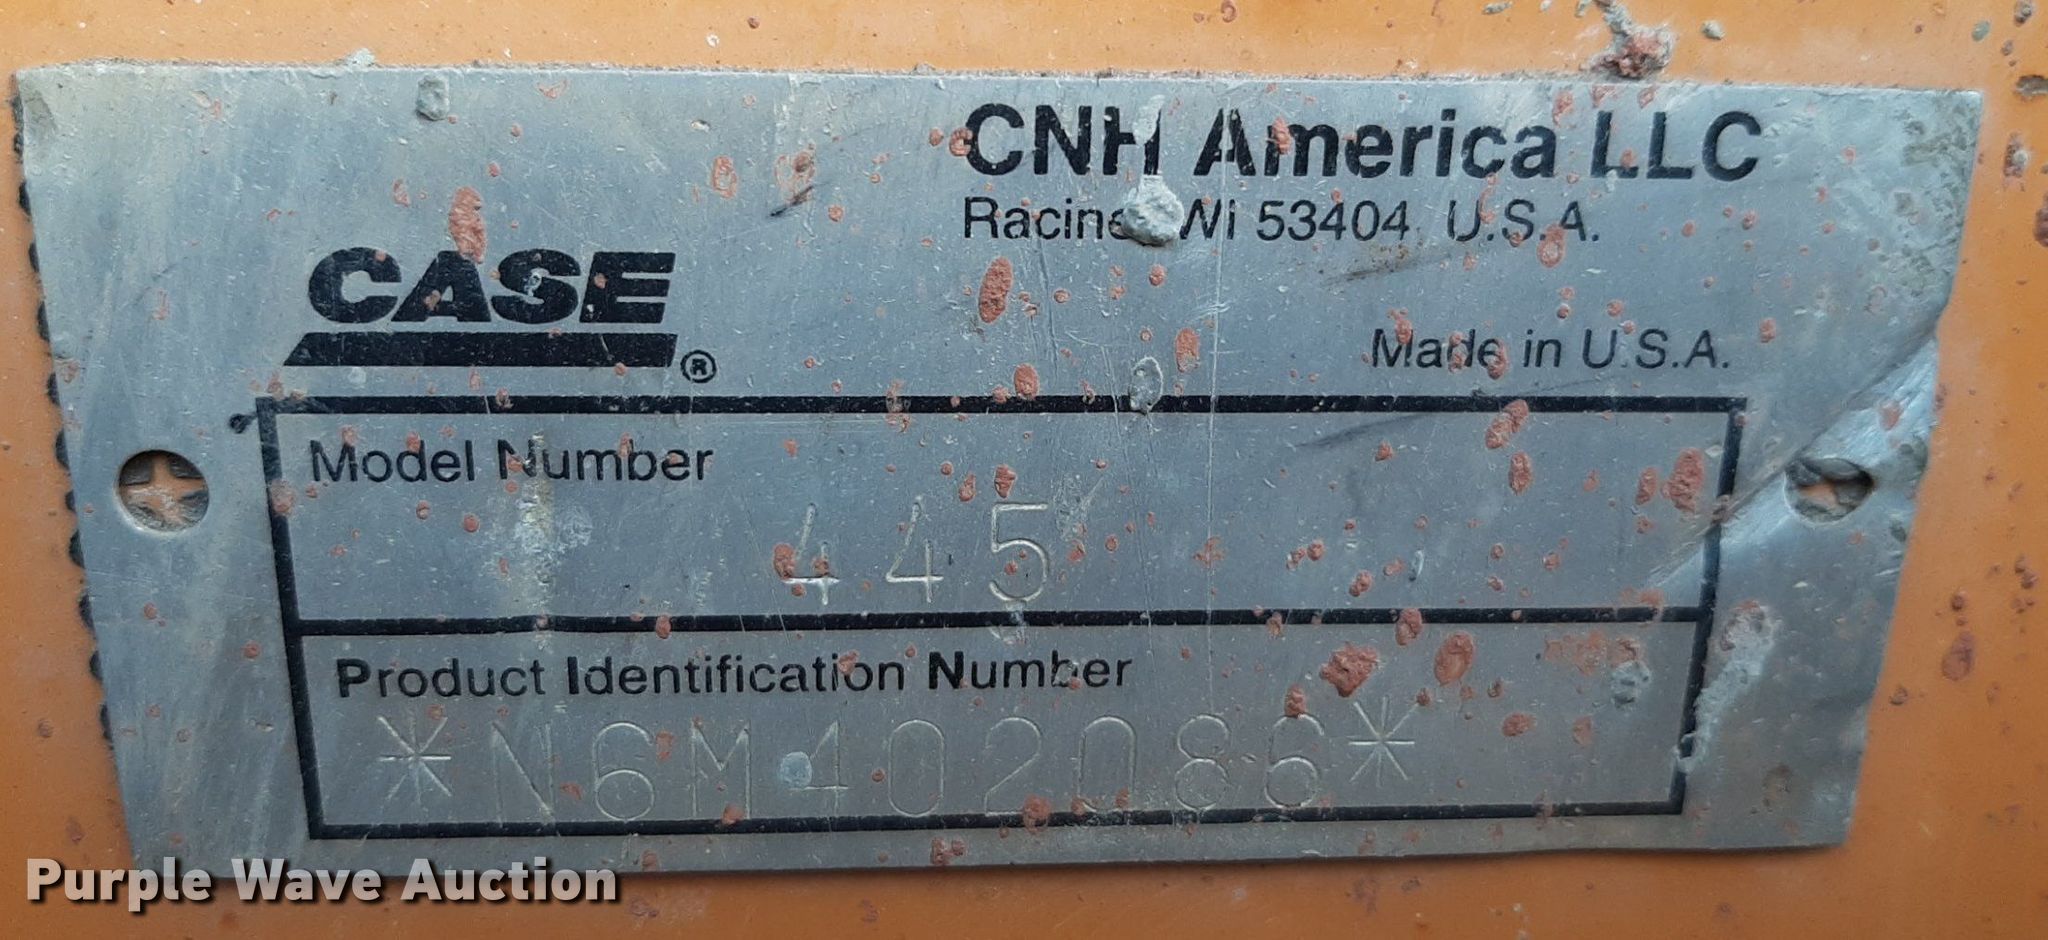 CNH America LLC
Racine, WI 53404 U.S.A.
CASE®
Made in U.S.A.
Model Number
445
Product Identification Number
*N6M402086*
Purple Wave Auction